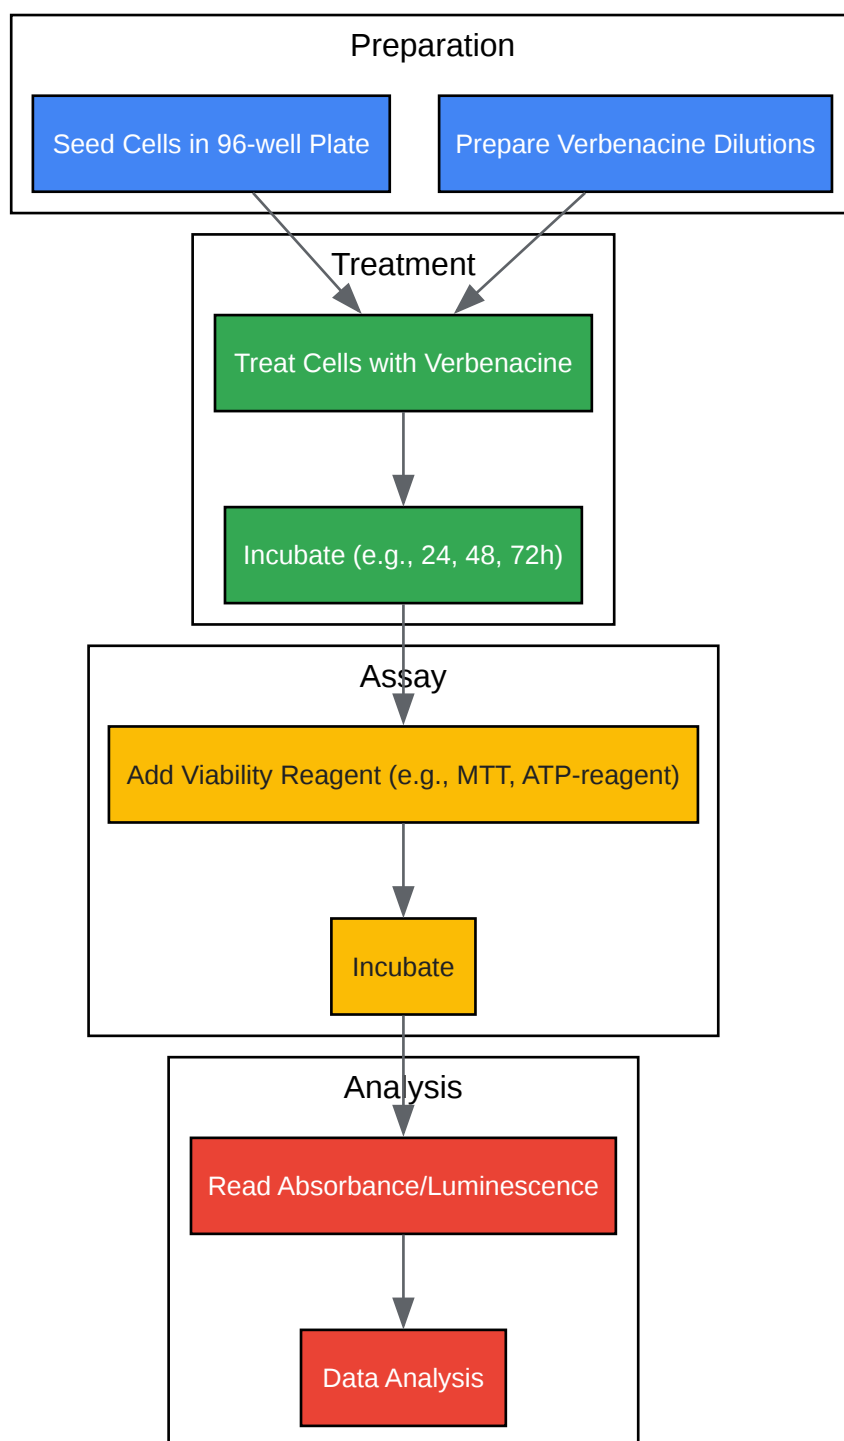 Preparation
Seed Cells in 96-well Plate
Prepare Verbenacine Dilutions
Treatment
Treat Cells with Verbenacine
Incubate (e.g., 24, 48, 72h)
Assay
Add Viability Reagent (e.g., MTT, ATP-reagent)
Incubate
Analysis
Read Absorbance/Luminescence
Data Analysis